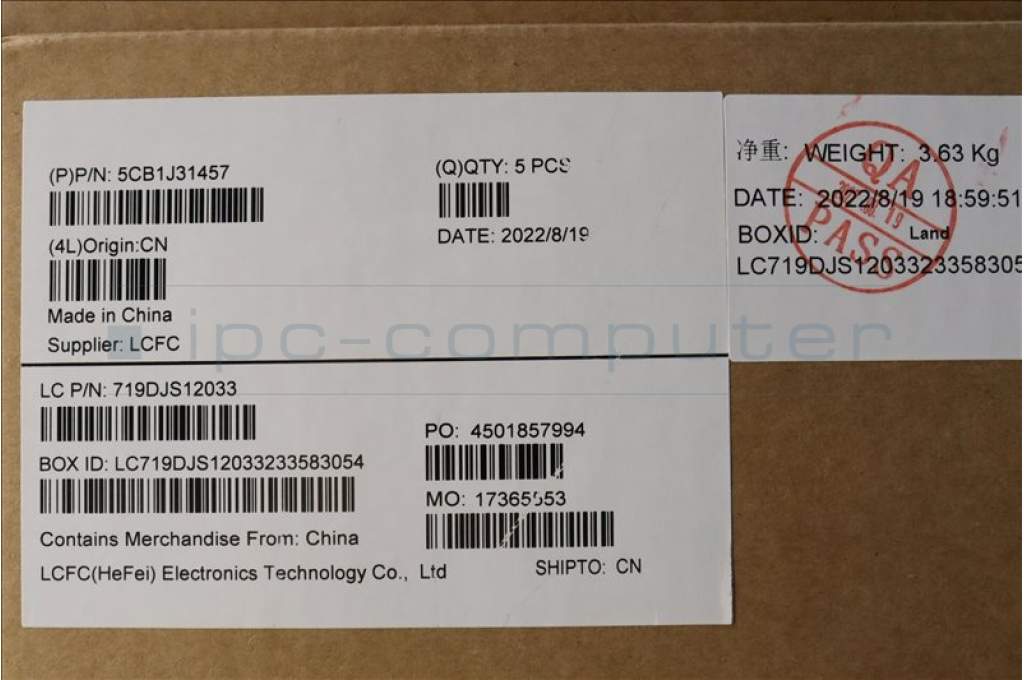 (P)P/N: 5CB1J31457
(Q)QTY: 5 PCS
(4L)Origin:CN
DATE: 2022/8/19
Made in China
Supplier: LCFC
LC P/N: 719DJS12033
PO: 4501857994
BOX ID: LC719DJS12033233583054
MO: 17365553
Contains Merchandise From: China
LCFC(HeFei) Electronics Technology Co., Ltd
SHIPTO: CN
净重: WEIGHT: 3.63 Kg
DATE: 2022/8/19 18:59:51
BOXID: Land
LC719DJS1203323358305
QA
PASS
ipc-computer